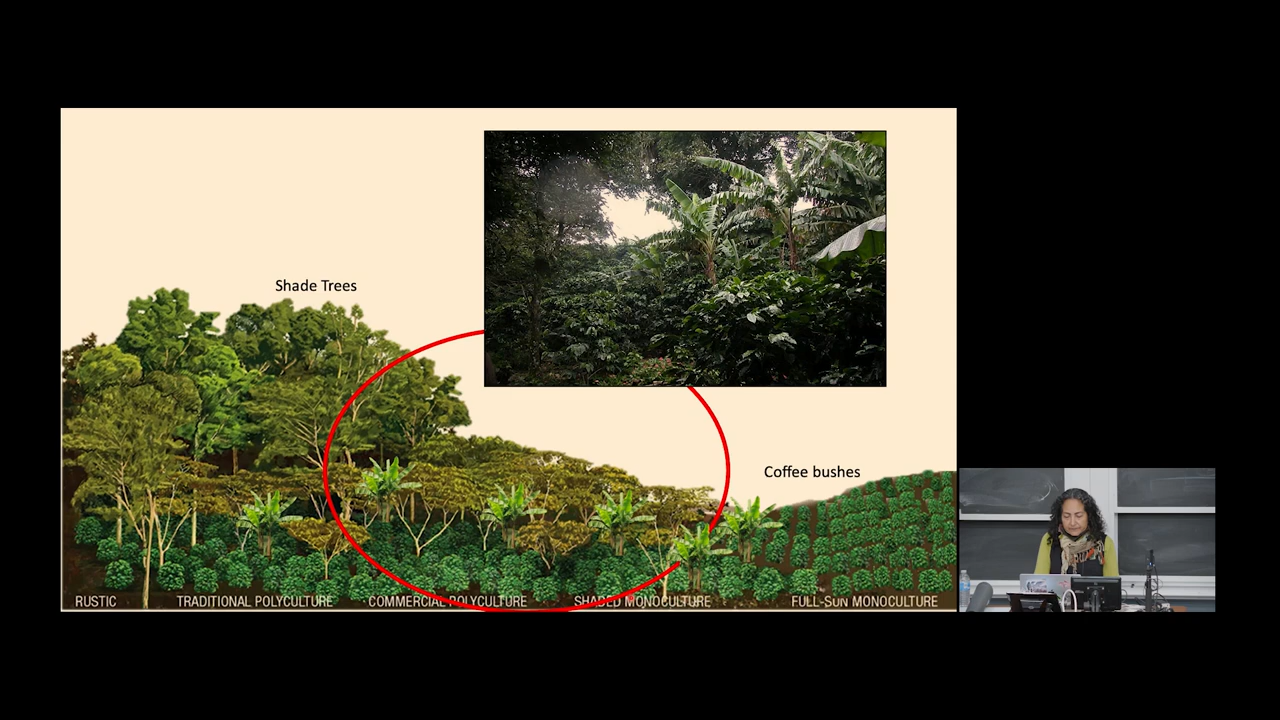 Shade Trees
Coffee bushes
RUSTIC
TRADITIONAL POLYCULTURE
COMMERCIAL POLYCULTURE
SHADED MONOCULTURE
FULL-SUN MONOCULTURE